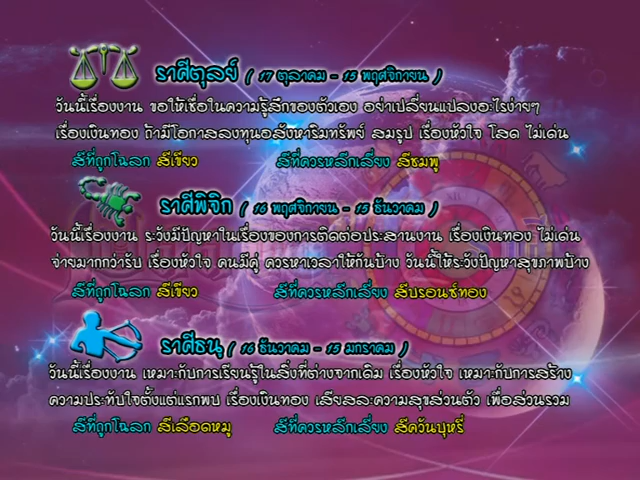 ราศีตุลย์ ( 17 ตุลาคม - 15 พฤศจิกายน )
วันนี้เรื่องงาน ขอให้เชื่อในความรู้สึกของตัวเอง อย่าเปลี่ยนแปลงอะไรง่ายๆ
เรื่องเงินทอง ถ้ามีโอกาสลงทุนอสังหาริมทรัพย์ สมรูป เรื่องหัวใจ โสด ไม่เด่น
สีที่ถูกโฉลก สีเขียว สีที่ควรหลีกเลี่ยง สีชมพู
ราศีพิจิก ( 16 พฤศจิกายน - 15 ธันวาคม )
วันนี้เรื่องงาน ระวังมีปัญหาในเรื่องของการติดต่อประสานงาน เรื่องเงินทอง ไม่เด่น
จ่ายมากกว่ารับ เรื่องหัวใจ คนมีคู่ ควรหาเวลาให้กันบ้าง วันนี้ให้ระวังปัญหาสุขภาพบ้าง
สีที่ถูกโฉลก สีเขียว สีที่ควรหลีกเลี่ยง สีบรอนซ์ทอง
ราศีธนู ( 16 ธันวาคม - 15 มกราคม )
วันนี้เรื่องงาน เหมาะกับการเรียนรู้ในสิ่งที่ต่างจากเดิม เรื่องหัวใจ เหมาะกับการสร้าง
ความประทับใจตั้งแต่แรกพบ เรื่องเงินทอง เสียสละความสุขส่วนตัว เพื่อส่วนรวม
สีที่ถูกโฉลก สีเลือดหมู สีที่ควรหลีกเลี่ยง สีควันบุหรี่